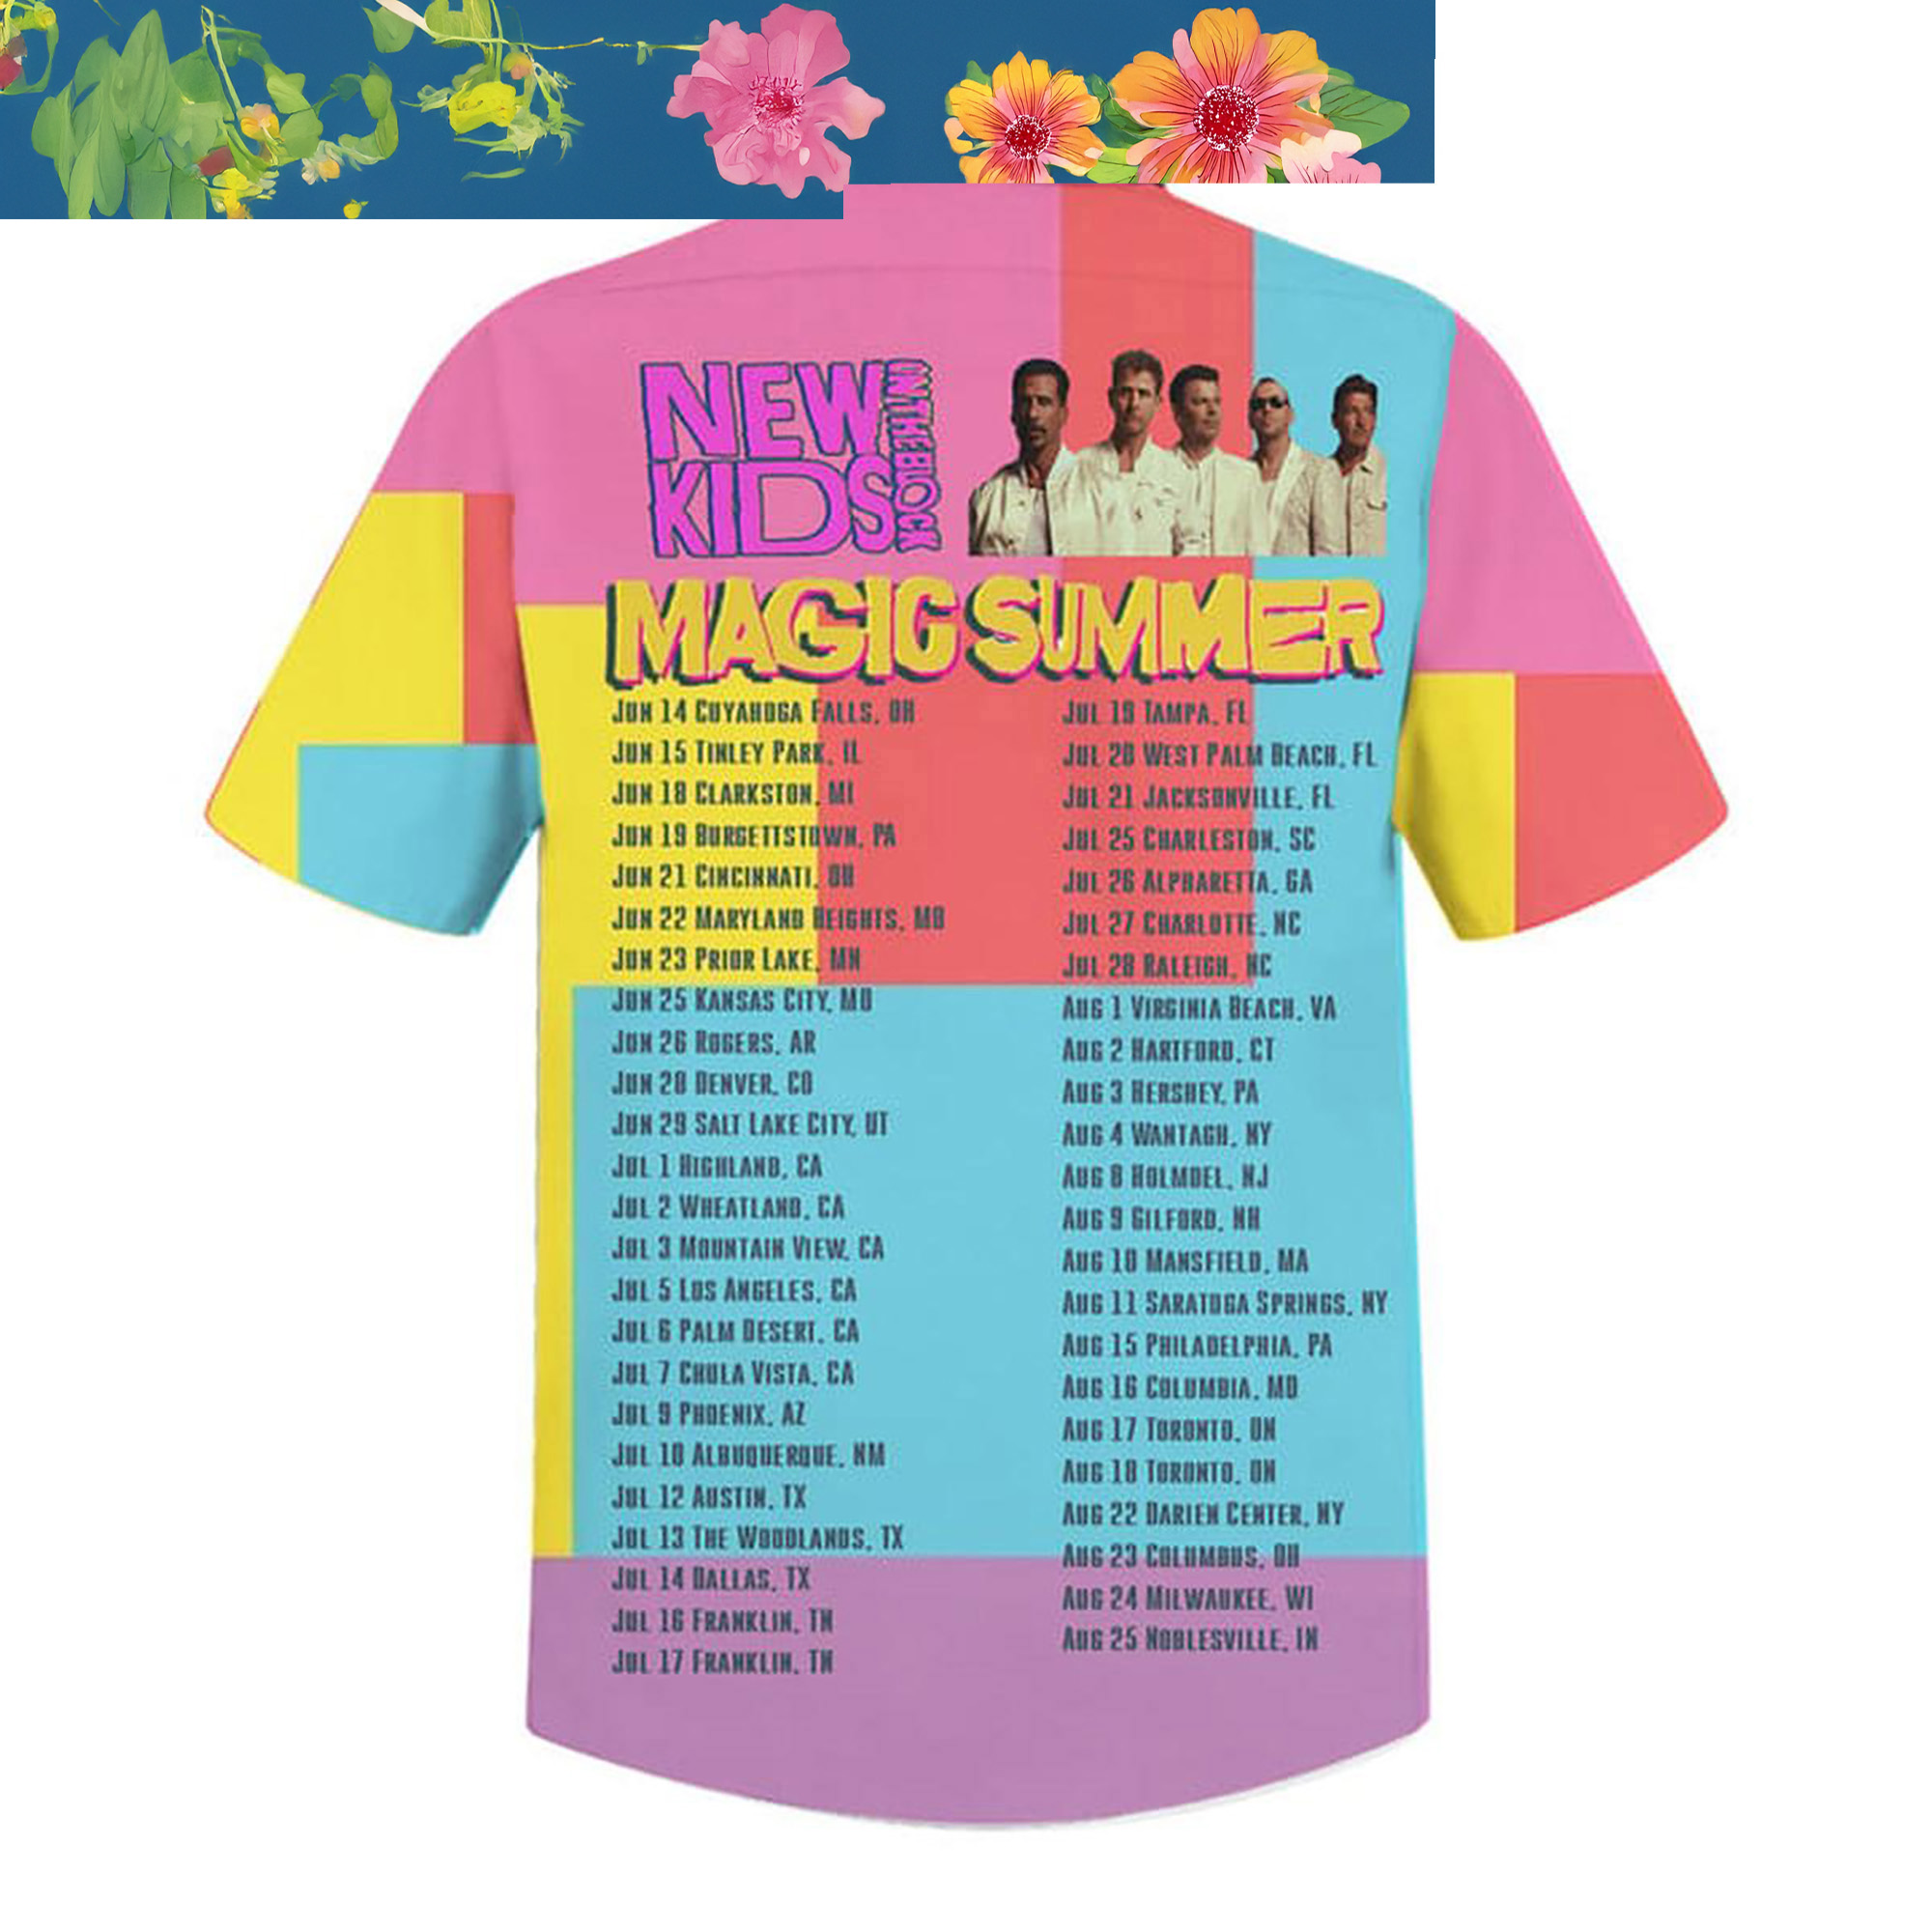 NEW
KIDS
ON THE BLOCK
MAGIC SUMMER
JUN 14 CUYAHOGA FALLS, OH
JUN 15 TINLEY PARK, IL
JUN 18 CLARKSTON, MI
JUN 19 BURGETTSTOWN, PA
JUN 21 CINCINNATI, OH
JUN 22 MARYLAND HEIGHTS, MO
JUN 23 PRIOR LAKE, MN
JUN 25 KANSAS CITY, MO
JUN 26 ROGERS, AR
JUN 28 DENVER, CO
JUN 29 SALT LAKE CITY, UT
JUL 1 HIGHLAND, CA
JUL 2 WHEATLAND, CA
JUL 3 MOUNTAIN VIEW, CA
JUL 5 LOS ANGELES, CA
JUL 6 PALM DESERT, CA
JUL 7 CHULA VISTA, CA
JUL 9 PHOENIX, AZ
JUL 10 ALBUQUERQUE, NM
JUL 12 AUSTIN, TX
JUL 13 THE WOODLANDS, TX
JUL 14 DALLAS, TX
JUL 16 FRANKLIN, TN
JUL 17 FRANKLIN, TN
JUL 19 TAMPA, FL
JUL 20 WEST PALM BEACH, FL
JUL 21 JACKSONVILLE, FL
JUL 25 CHARLESTON, SC
JUL 26 ALPHARETTA, GA
JUL 27 CHARLOTTE, NC
JUL 28 RALEIGH, NC
AUG 1 VIRGINIA BEACH, VA
AUG 2 HARTFORD, CT
AUG 3 HERSHEY, PA
AUG 4 WANTAGH, NY
AUG 8 HOLMDEL, NJ
AUG 9 GILFORD, NH
AUG 10 MANSFIELD, MA
AUG 11 SARATOGA SPRINGS, NY
AUG 15 PHILADELPHIA, PA
AUG 16 COLUMBIA, MD
AUG 17 TORONTO, ON
AUG 18 TORONTO, ON
AUG 22 DARIEN CENTER, NY
AUG 23 COLUMBUS, OH
AUG 24 MILWAUKEE, WI
AUG 25 NOBLESVILLE, IN